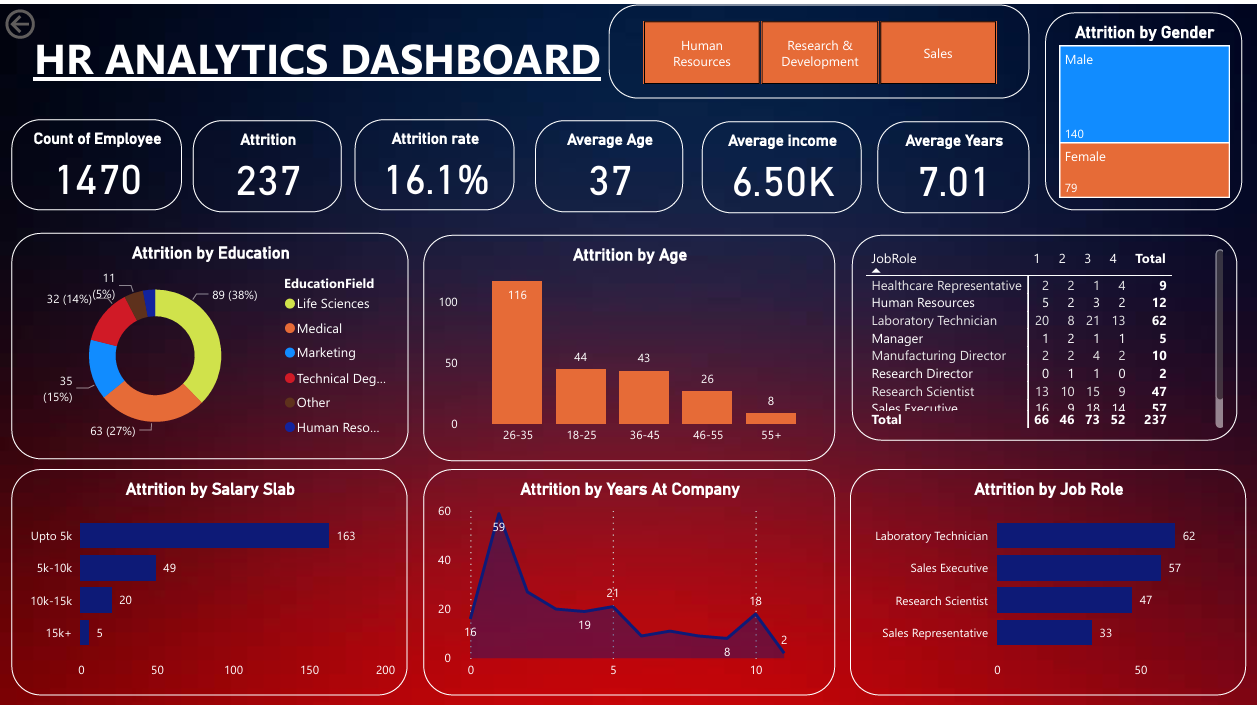 HR ANALYTICS DASHBOARD
Human
Resources
Research &
Development
Sales
Attrition by Gender
Male
140
Female
79
Count of Employee
1470
Attrition
237
Attrition rate
16.1%
Average Age
37
Average income
6.50K
Average Years
7.01
Attrition by Education
11
(5%)
32 (14%)
89 (38%)
35
(15%)
63 (27%)
EducationField
Life Sciences
Medical
Marketing
Technical Deg...
Other
Human Reso...
Attrition by Age
100
50
0
116
44
43
26
8
26-35 18-25 36-45 46-55 55+
JobRole 1 2 3 4 Total
Healthcare Representative 2 2 1 4 9
Human Resources 5 2 3 2 12
Laboratory Technician 20 8 21 13 62
Manager 1 2 1 1 5
Manufacturing Director 2 2 4 2 10
Research Director 0 1 1 0 2
Research Scientist 13 10 15 9 47
Sales Executive 16 9 18 14 57
Total 66 46 73 52 237
Attrition by Salary Slab
Upto 5k 163
5k-10k 49
10k-15k 20
15k+ 5
0 50 100 150 200
Attrition by Years At Company
60
40
20
0
16
59
19
21
8
18
2
0 5 10
Attrition by Job Role
Laboratory Technician 62
Sales Executive 57
Research Scientist 47
Sales Representative 33
0 50